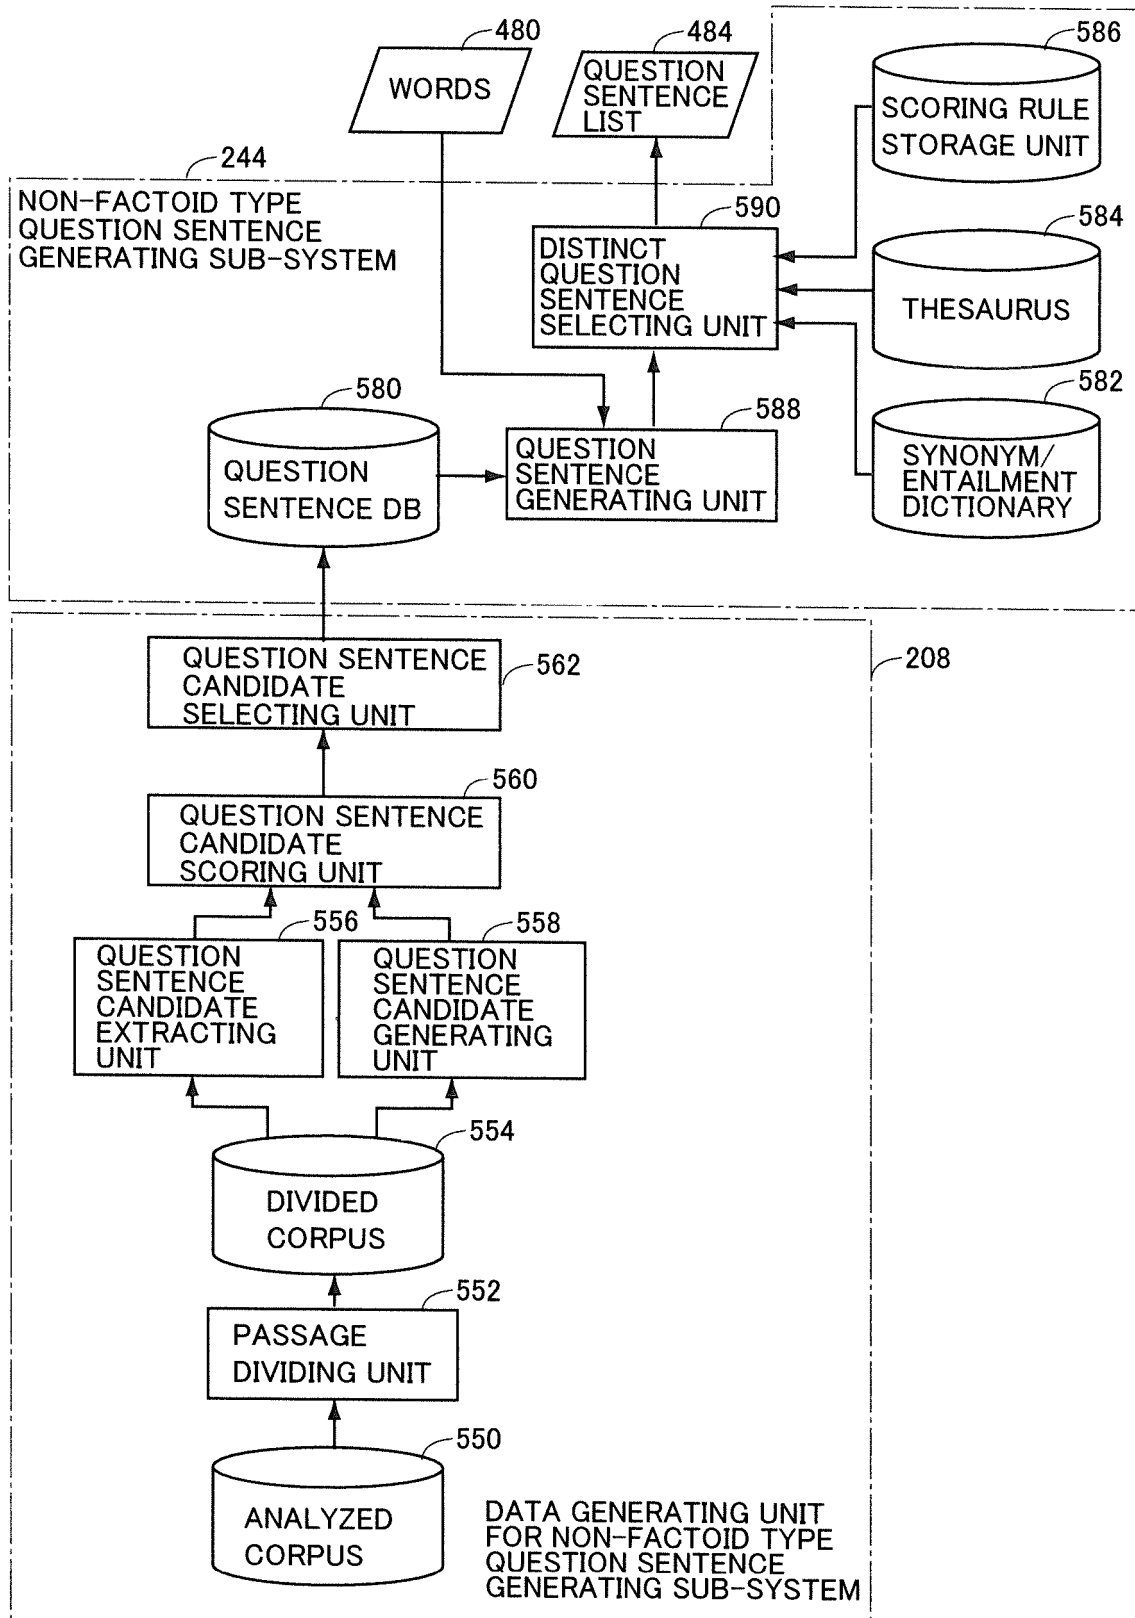 480
484
586
WORDS
QUESTION
SENTENCE
LIST
SCORING RULE
STORAGE UNIT
244
NON-FACTOID TYPE
QUESTION SENTENCE
GENERATING SUB-SYSTEM
590
DISTINCT
QUESTION
SENTENCE
SELECTING UNIT
584
THESAURUS
580
QUESTION
SENTENCE DB
588
QUESTION
SENTENCE
GENERATING UNIT
582
SYNONYM/
ENTAILMENT
DICTIONARY
208
QUESTION SENTENCE
CANDIDATE
SELECTING UNIT
562
560
QUESTION SENTENCE
CANDIDATE
SCORING UNIT
556
QUESTION
SENTENCE
CANDIDATE
EXTRACTING
UNIT
558
QUESTION
SENTENCE
CANDIDATE
GENERATING
UNIT
554
DIVIDED
CORPUS
552
PASSAGE
DIVIDING UNIT
550
ANALYZED
CORPUS
DATA GENERATING UNIT
FOR NON-FACTOID TYPE
QUESTION SENTENCE
GENERATING SUB-SYSTEM